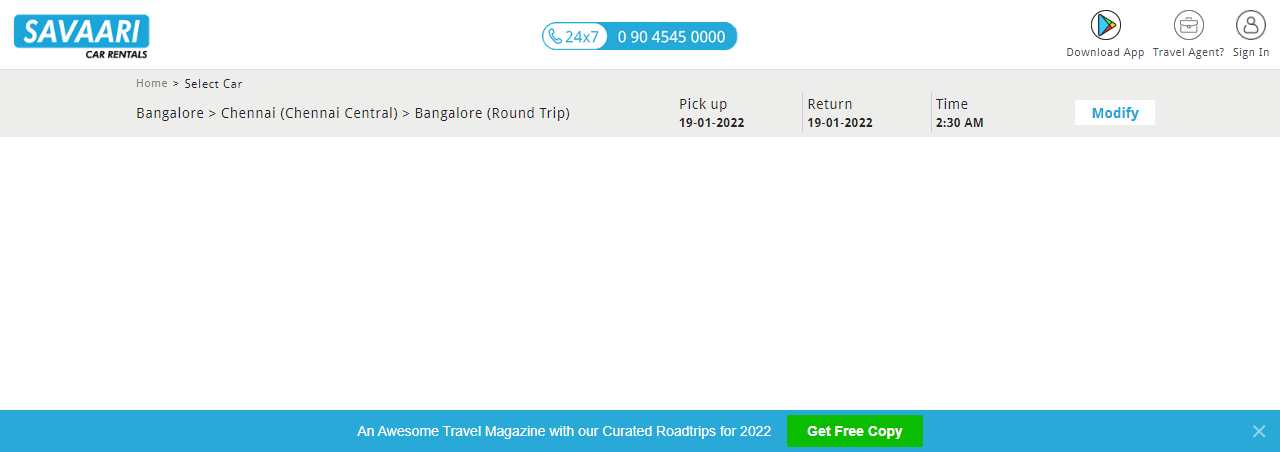 SAVAARI
CAR RENTALS
24x7 0 90 4545 0000
Download App Travel Agent? Sign In
Home > Select Car
Bangalore > Chennai (Chennai Central) > Bangalore (Round Trip)
Pick up
19-01-2022
Return
19-01-2022
Time
2:30 AM
Modify
An Awesome Travel Magazine with our Curated Roadtrips for 2022 Get Free Copy